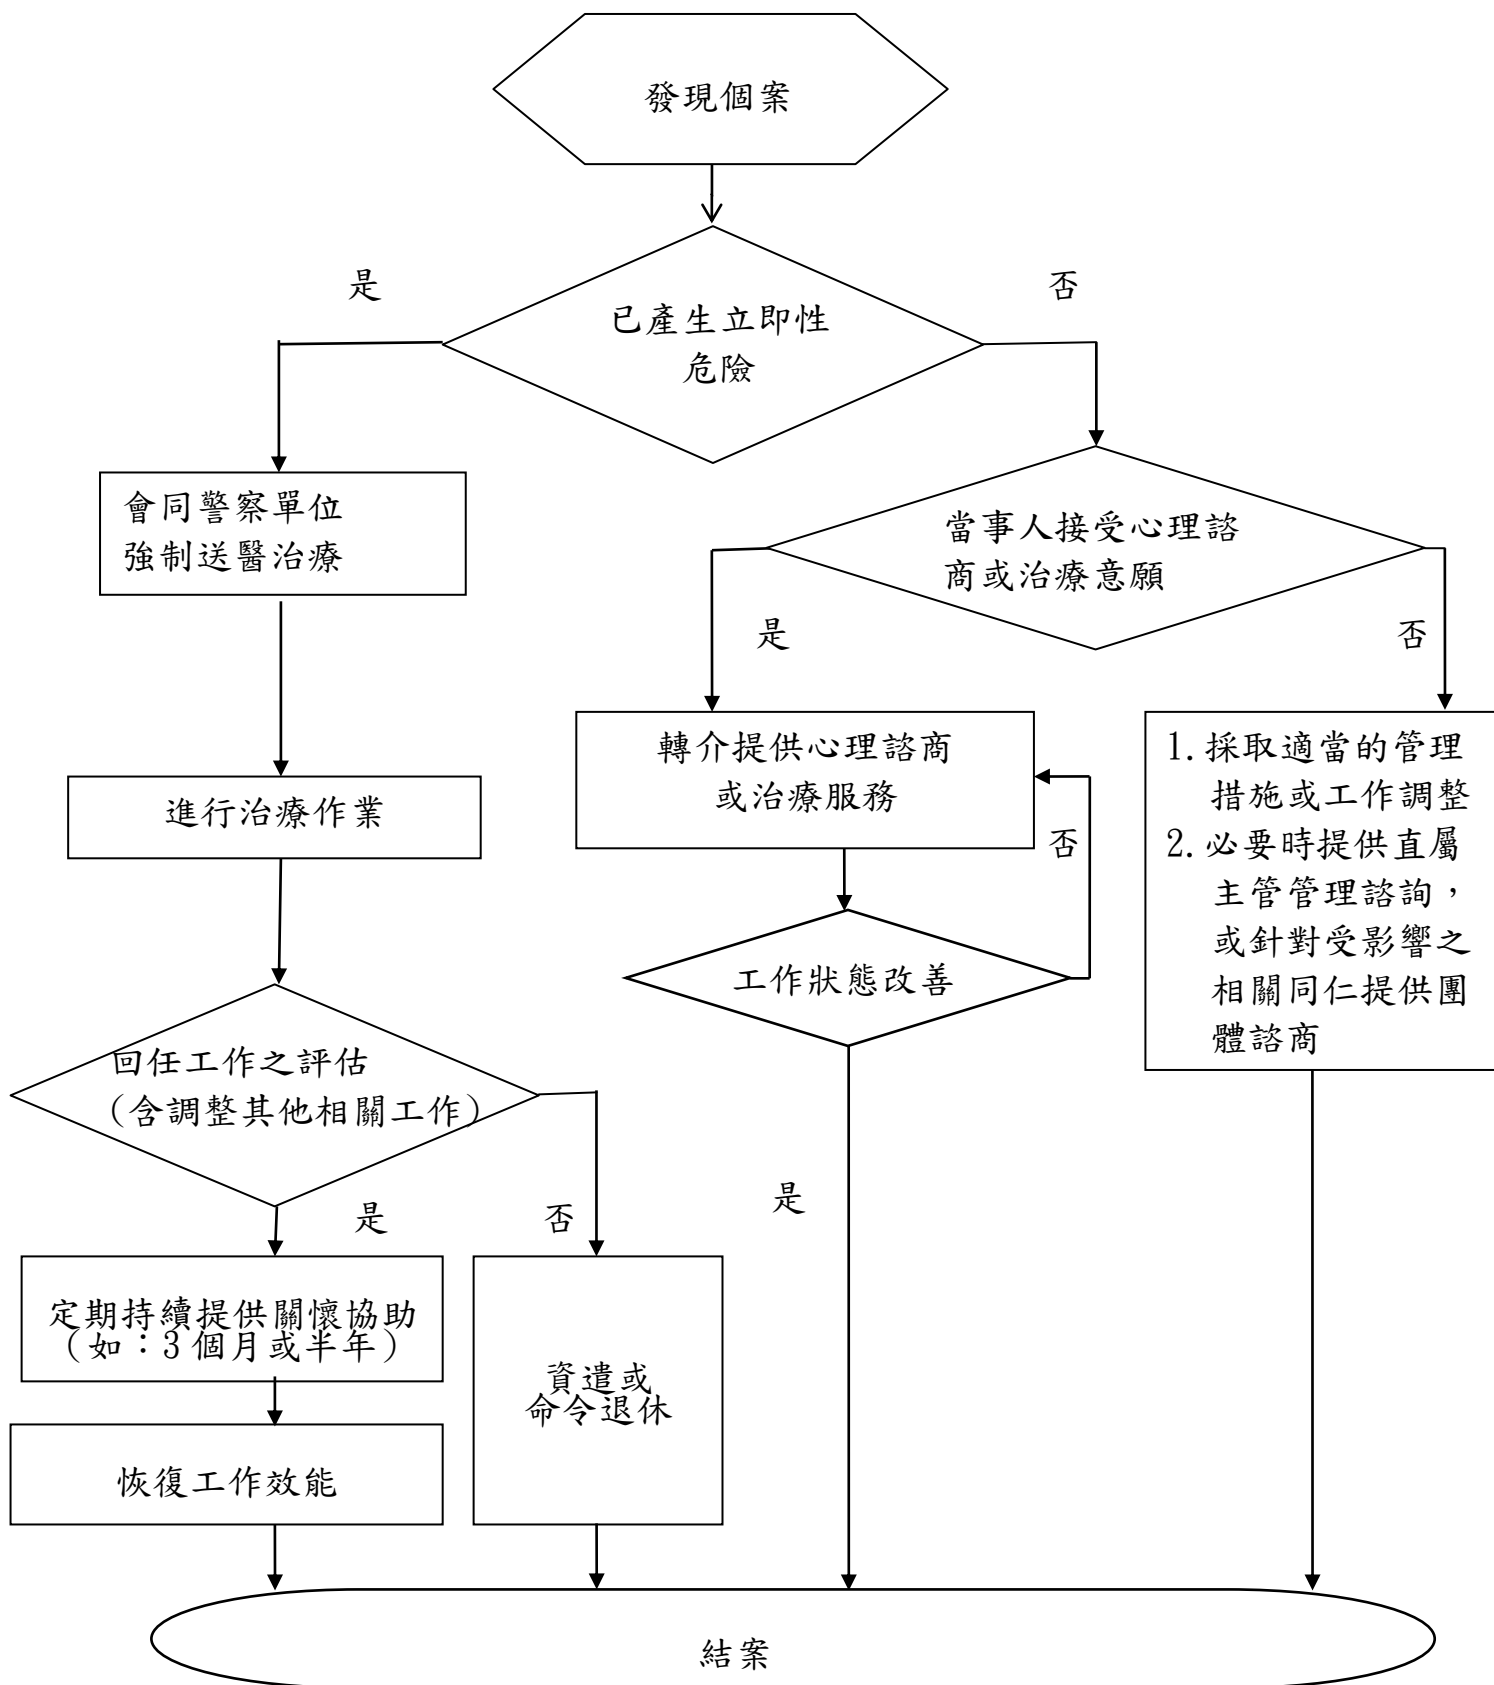 發現個案
是
否
已產生立即性
危險
會同警察單位
強制送醫治療
當事人接受心理諮
商或治療意願
是
否
轉介提供心理諮商
或治療服務
1.採取適當的管理
措施或工作調整
2.必要時提供直屬
主管管理諮詢，
或針對受影響之
相關同仁提供團
體諮商
進行治療作業
否
工作狀態改善
回任工作之評估
（含調整其他相關工作）
是
是
否
定期持續提供關懷協助
（如：3個月或半年）
資遣或
命令退休
恢復工作效能
結案